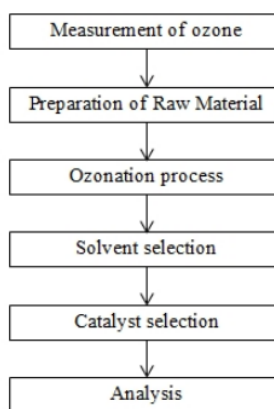 Measurement of ozone
Preparation of Raw Material
Ozonation process
Solvent selection
Catalyst selection
Analysis